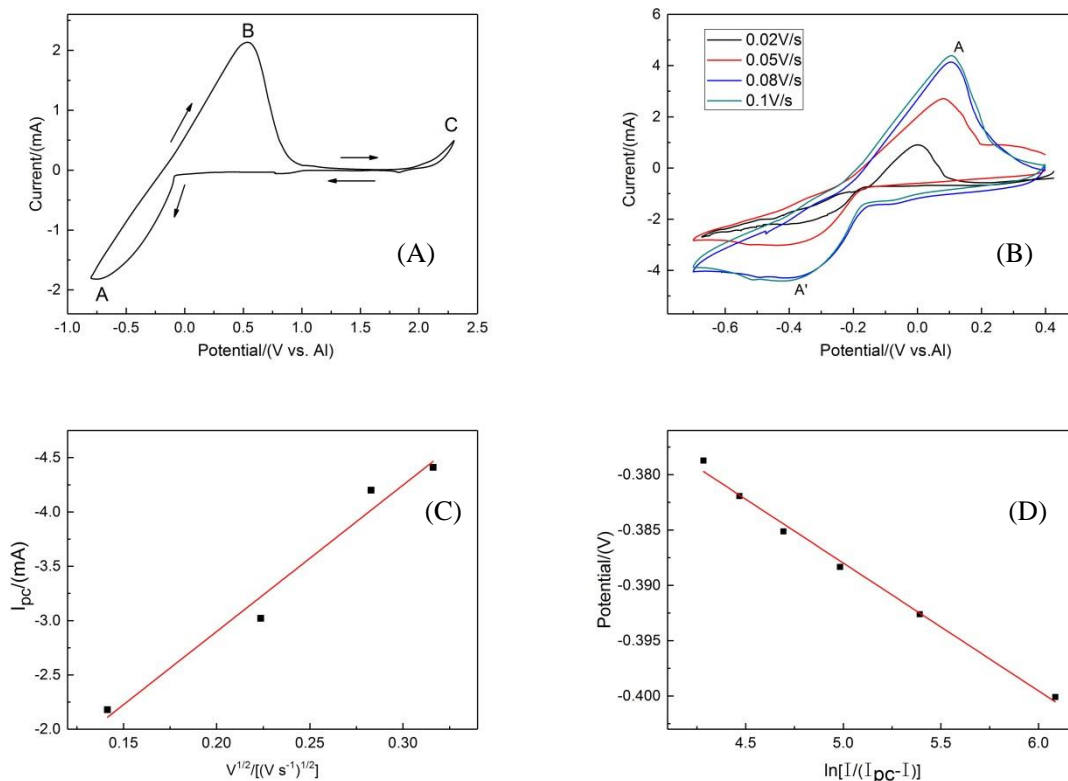 2
1
0
-1
-2
Current/(mA)
B
C
A
(A)
-1.0 -0.5 0.0 0.5 1.0 1.5 2.0 2.5
Potential/(V vs. Al)
6
4
2
0
-2
-4
Current/(mA)
0.02V/s
0.05V/s
0.08V/s
0.1V/s
A
A'
(B)
-0.6 -0.4 -0.2 0.0 0.2 0.4
Potential/(V vs.Al)
-4.5
-4.0
-3.5
-3.0
-2.5
-2.0
Ipc/(mA)
(C)
0.15 0.20 0.25 0.30
V1/2/[(V s-1)1/2]
-0.380
-0.385
-0.390
-0.395
-0.400
Potential/(V)
(D)
4.5 5.0 5.5 6.0
ln[I/(Ipc-I)]